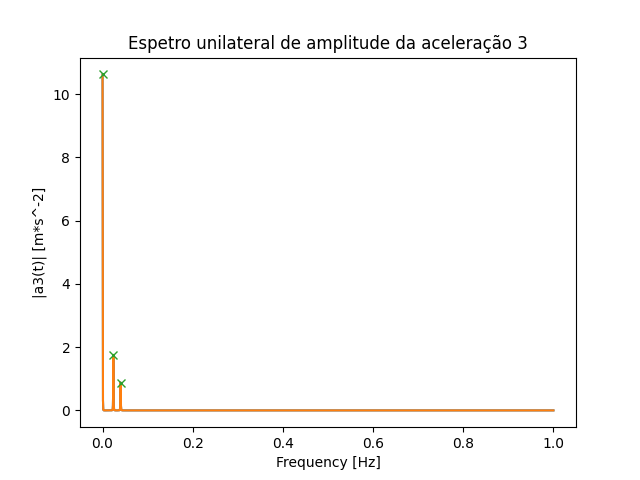 Espetro unilateral de amplitude da aceleração 3
|a3(t)| [m*s^-2]
10
8
6
4
2
0
0.0 0.2 0.4 0.6 0.8 1.0
Frequency [Hz]